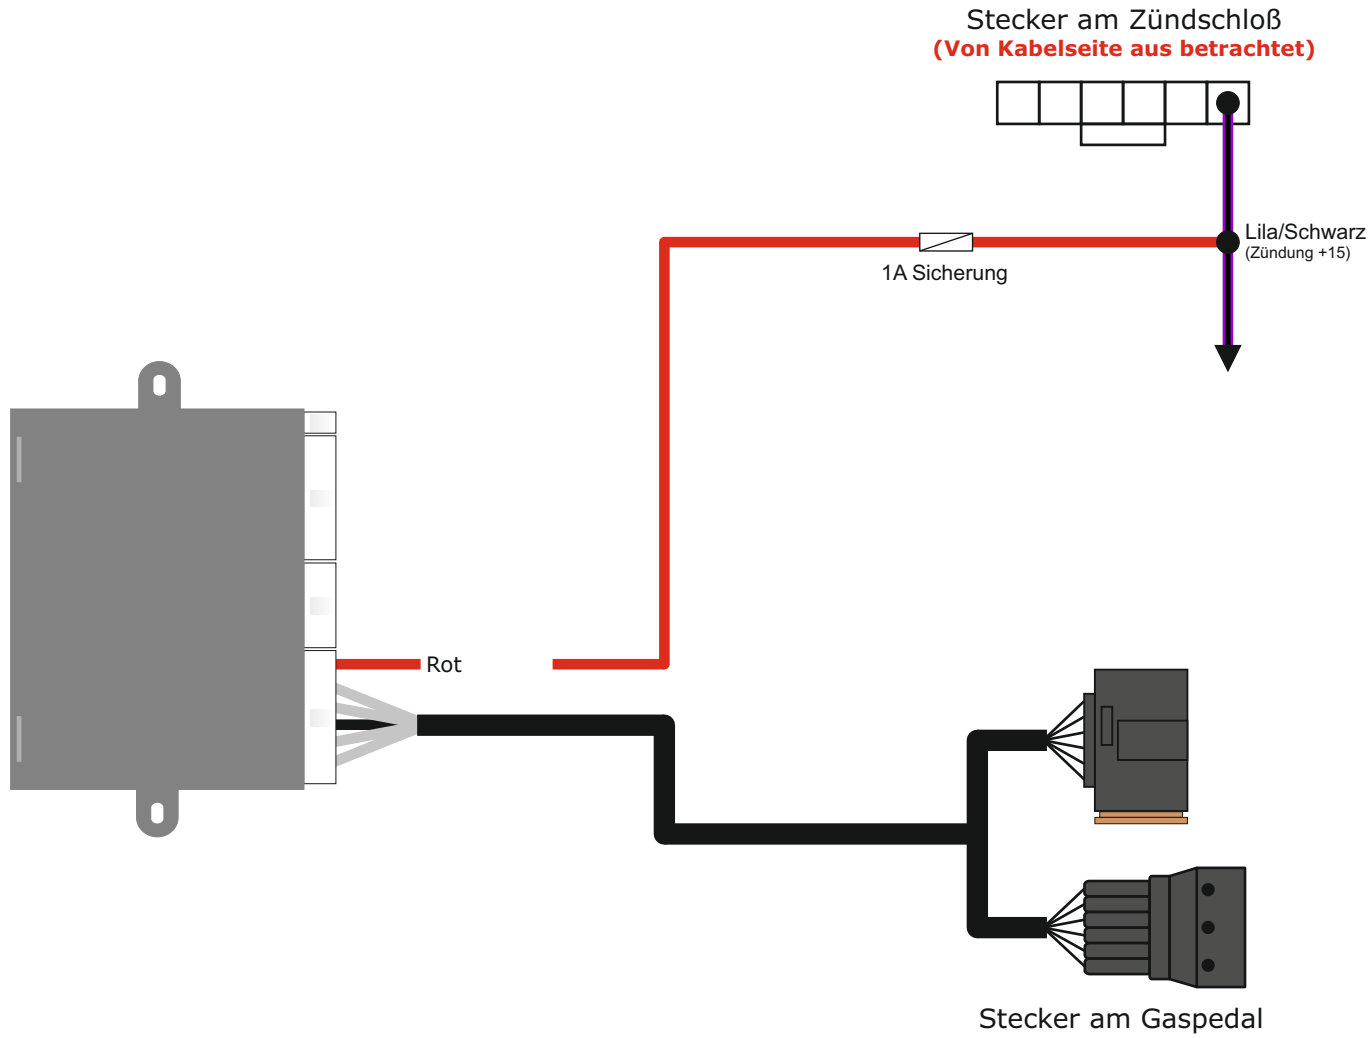 Stecker am Zündschloß
(Von Kabelseite aus betrachtet)
Lila/Schwarz
(Zündung +15)
1A Sicherung
Rot
Stecker am Gaspedal